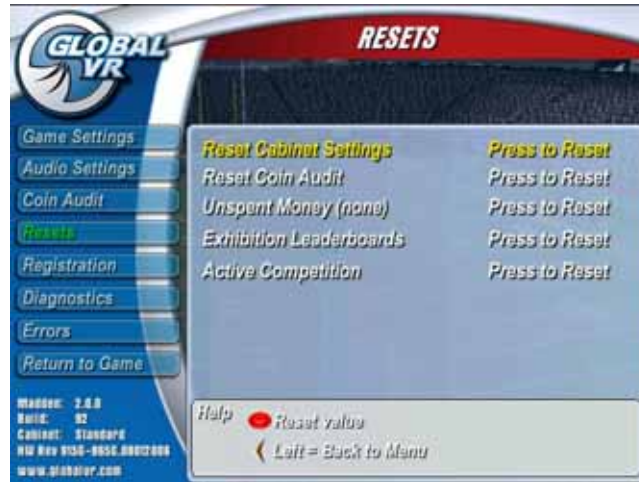 GLOBAL
VR
RESETS
Game Settings
Audio Settings
Coin Audit
Resets
Registration
Diagnostics
Errors
Return to Game
Reset Cabinet Settings Press to Reset
Reset Coin Audit Press to Reset
Unspent Money (none) Press to Reset
Exhibition Leaderboards Press to Reset
Active Competition Press to Reset
Madden: 2.0.0
Build: 92
Cabinet: Standard
HW Rev
www.globalvr.com
Help Reset value
Left = Back to Menu